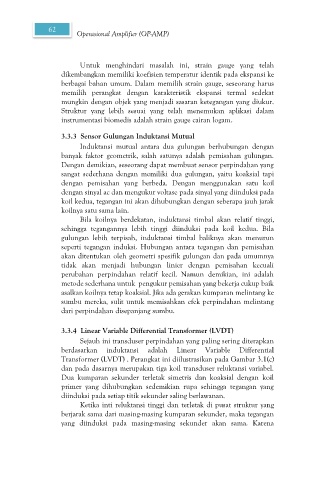 62
Operasional Amplifier (OP-AMP)
Untuk menghindari masalah ini, strain gauge yang telah
dikembangkan memiliki koefisien temperatur identik pada ekspansi ke
berbagai bahan umum. Dalam memilih strain gauge, seseorang harus
memilih perangkat dengan karakteristik ekspansi termal sedekat
mungkin dengan objek yang menjadi sasaran ketegangan yang diukur.
Struktur yang lebih sesuai yang telah menemukan aplikasi dalam
instrumentasi biomedis adalah strain gauge cairan logam.
3.3.3 Sensor Gulungan Induktansi Mutual
Induktansi mutual antara dua gulungan berhubungan dengan
banyak faktor geometrik, salah satunya adalah pemisahan gulungan.
Dengan demikian, seseorang dapat membuat sensor perpindahan yang
sangat sederhana dengan memiliki dua gulungan, yaitu koaksial tapi
dengan pemisahan yang berbeda. Dengan menggunakan satu koil
dengan sinyal ac dan mengukur voltase pada sinyal yang diinduksi pada
koil kedua, tegangan ini akan dihubungkan dengan seberapa jauh jarak
koilnya satu sama lain.
Bila koilnya berdekatan, induktansi timbal akan relatif tinggi,
sehingga tegangannya lebih tinggi diinduksi pada koil kedua. Bila
gulungan lebih terpisah, induktansi timbal baliknya akan menurun
seperti tegangan induksi. Hubungan antara tegangan dan pemisahan
akan ditentukan oleh geometri spesifik gulungan dan pada umumnya
tidak akan menjadi hubungan linier dengan pemisahan kecuali
perubahan perpindahan relatif kecil. Namun demikian, ini adalah
metode sederhana untuk pengukur pemisahan yang bekerja cukup baik
asalkan koilnya tetap koaksial. Jika ada gerakan kumparan melintang ke
sumbu mereka, sulit untuk memisahkan efek perpindahan melintang
dari perpindahan disepanjang sumbu.
3.3.4 Linear Variable Differential Transformer (LVDT)
Sejauh ini transduser perpindahan yang paling sering diterapkan
berdasarkan induktansi adalah Linear Variable Differential
Transformer (LVDT) . Perangkat ini diilustrasikan pada Gambar 3.1(c)
dan pada dasarnya merupakan tiga koil transduser reluktansi variabel.
Dua kumparan sekunder terletak simetris dan koaksial dengan koil
primer yang dihubungkan sedemikian rupa sehingga tegangan yang
diinduksi pada setiap titik sekunder saling berlawanan.
Ketika inti reluktansi tinggi dan terletak di pusat struktur yang
berjarak sama dari masing-masing kumparan sekunder, maka tegangan
yang diinduksi pada masing-masing sekunder akan sama. Karena